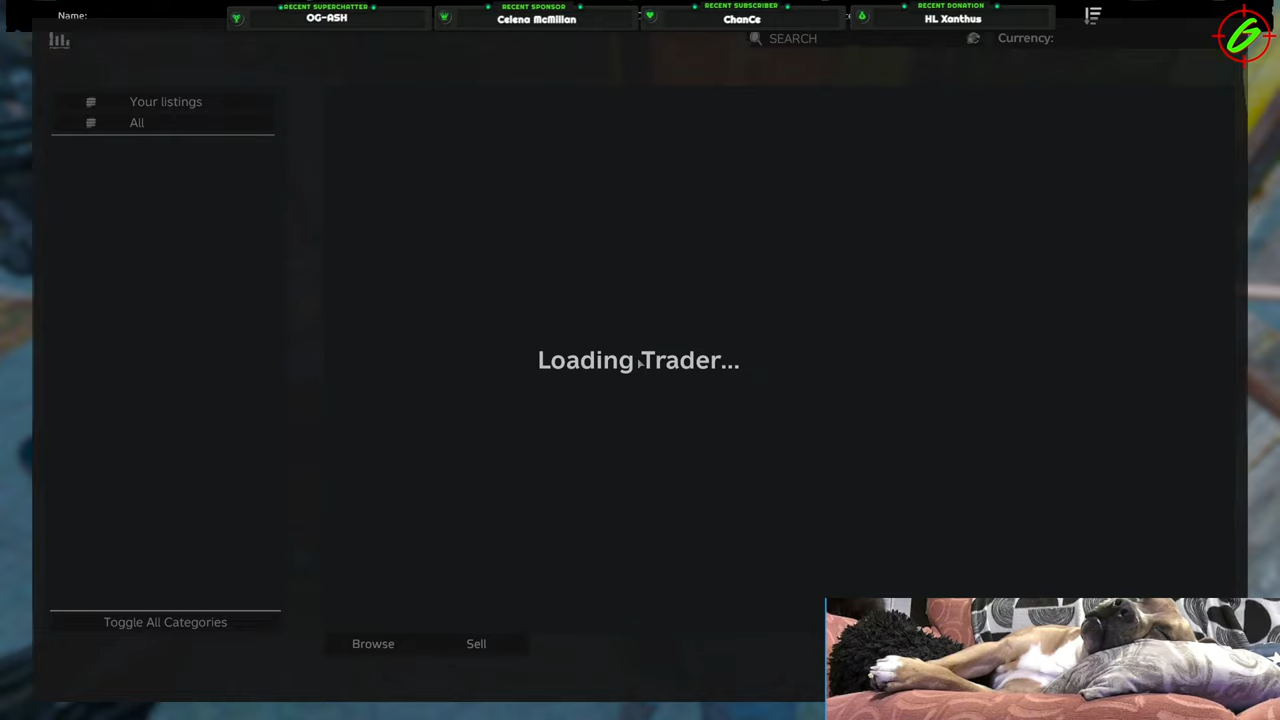 RECENT SUPERCHATTER
OG-ASH
RECENT SPONSOR
Celena McMillan
RECENT SUBSCRIBER
ChanCe
RECENT DONATION
HL Xanthus
Name:
SEARCH
Currency:
Your listings
All
Loading Trader...
Toggle All Categories
Browse
Sell
G